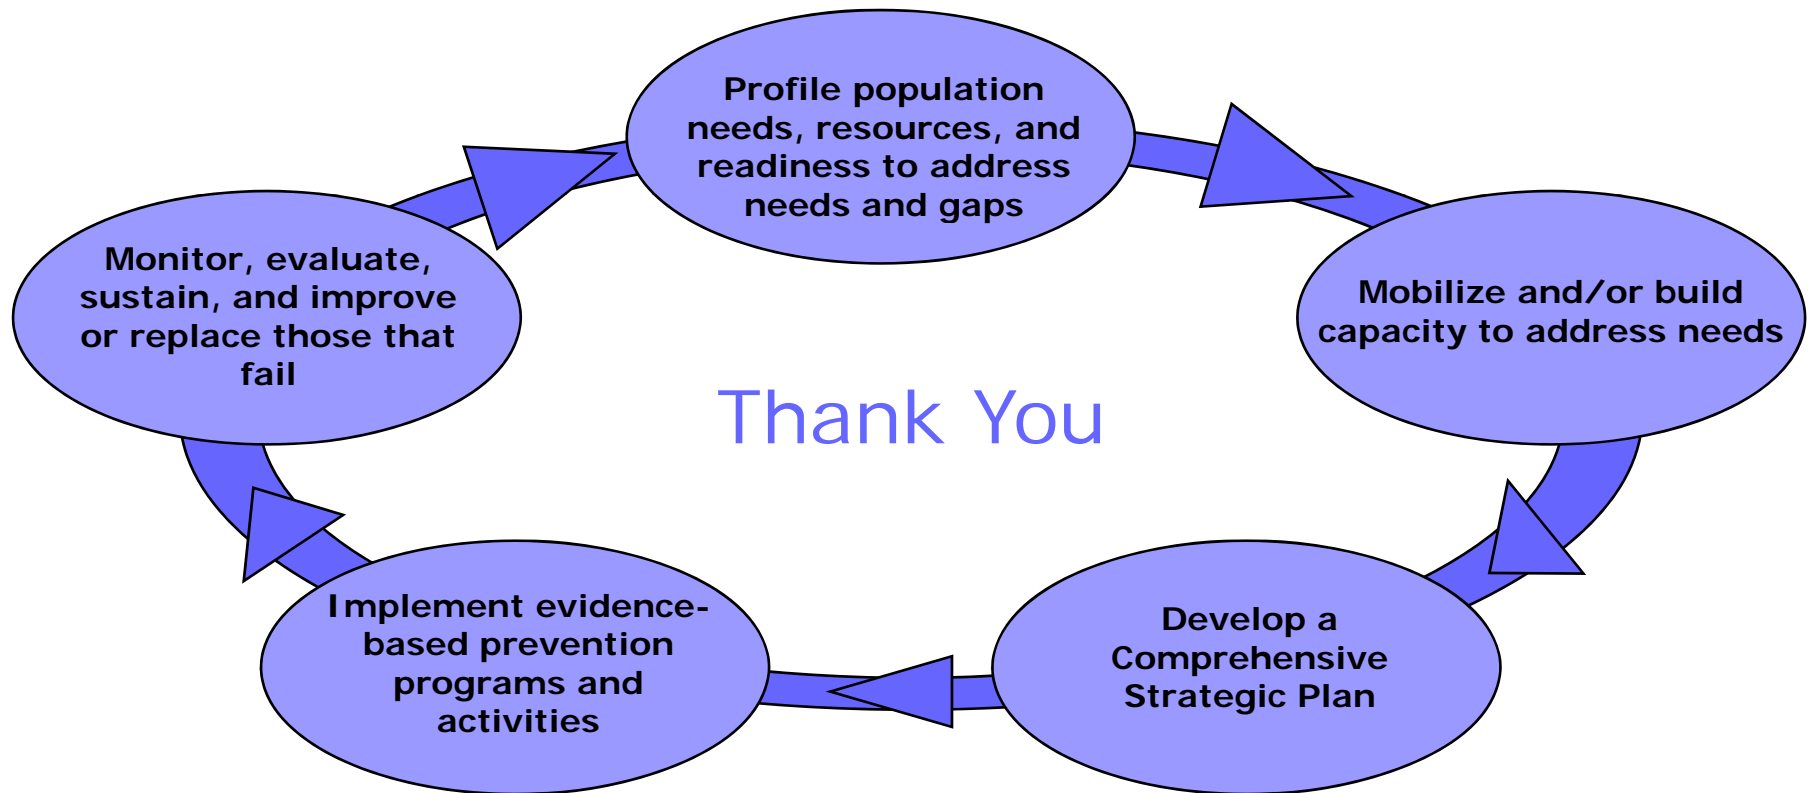 Profile population
needs, resources, and
readiness to address
needs and gaps
Mobilize and/or build
capacity to address needs
Develop a
Comprehensive
Strategic Plan
Implement evidence-
based prevention
programs and
activities
Monitor, evaluate,
sustain, and improve
or replace those that
fail
Thank You